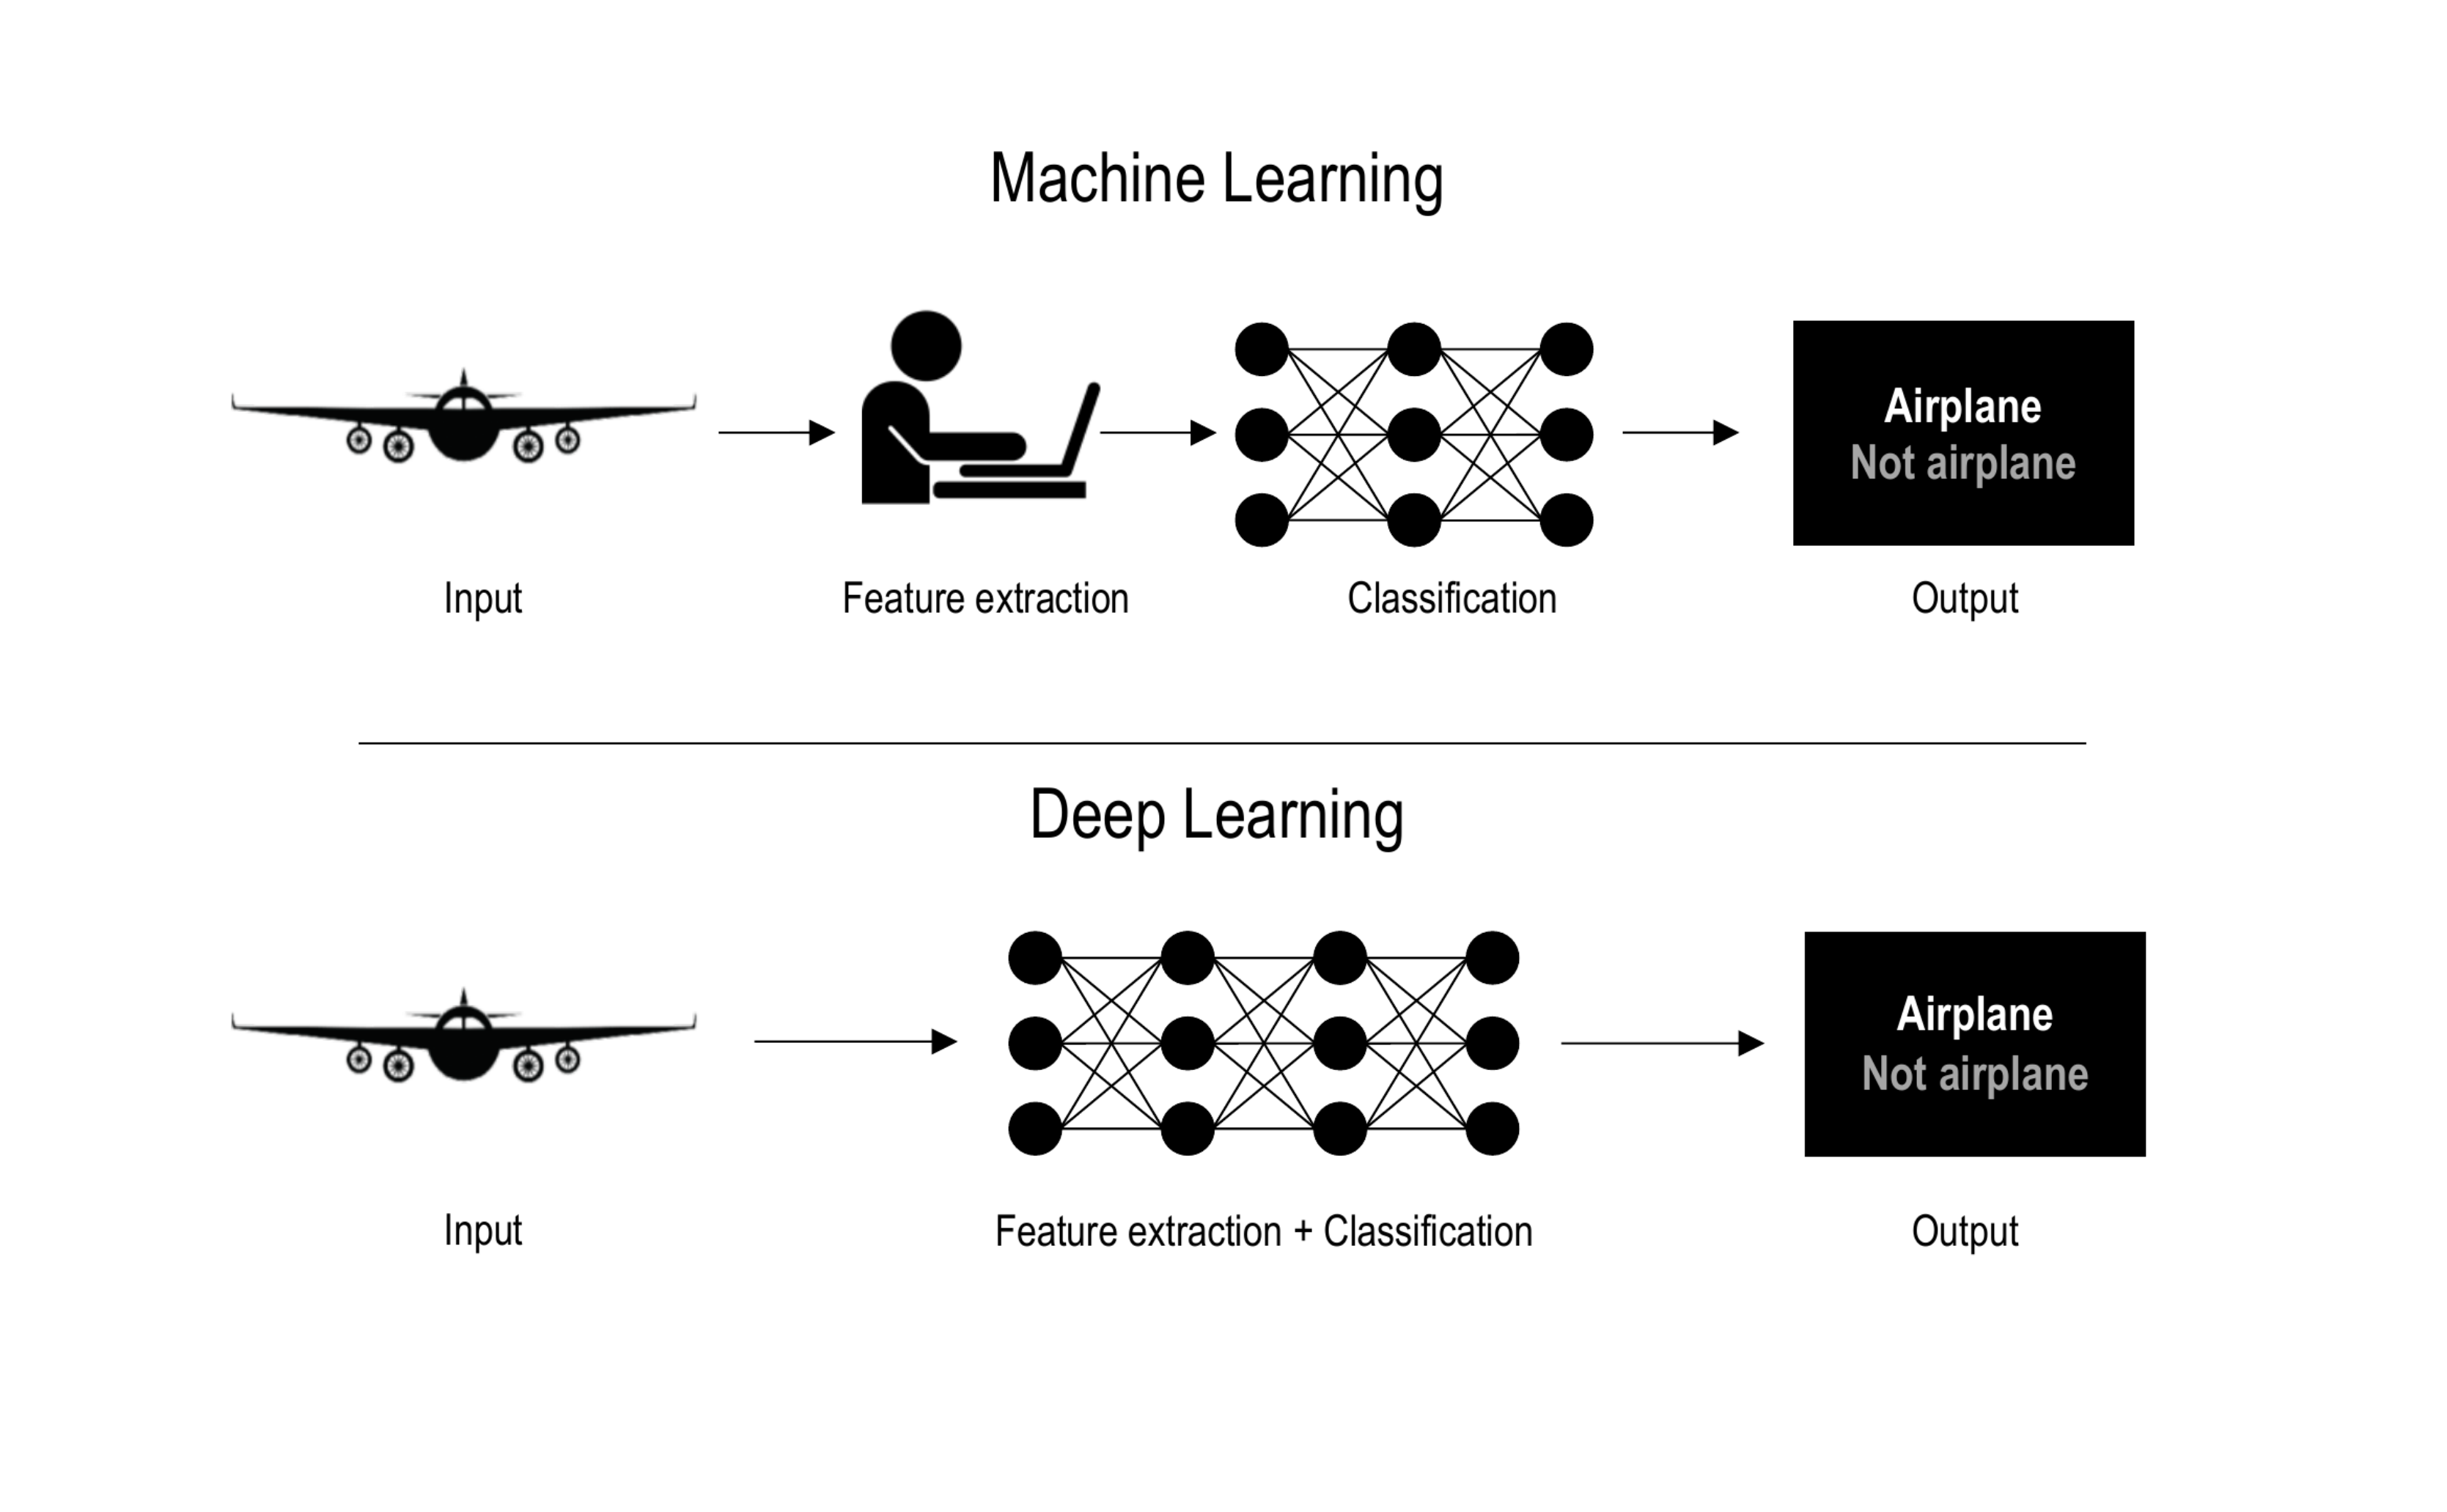 Machine Learning
Airplane
Not airplane
Input
Feature extraction
Classification
Output
Deep Learning
Airplane
Not airplane
Input
Feature extraction + Classification
Output